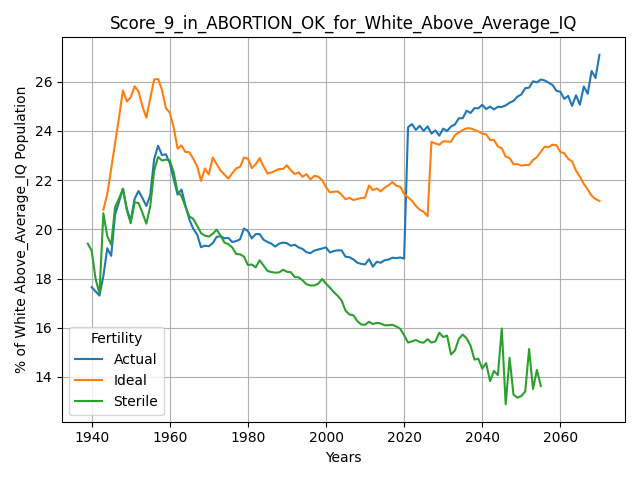 Score_9_in_ABORTION_OK_for_White_Above_Average_IQ
% of White Above_Average_IQ Population
26
24
22
20
18
16
14
Fertility
Actual
Ideal
Sterile
1940 1960 1980 2000 2020 2040 2060
Years